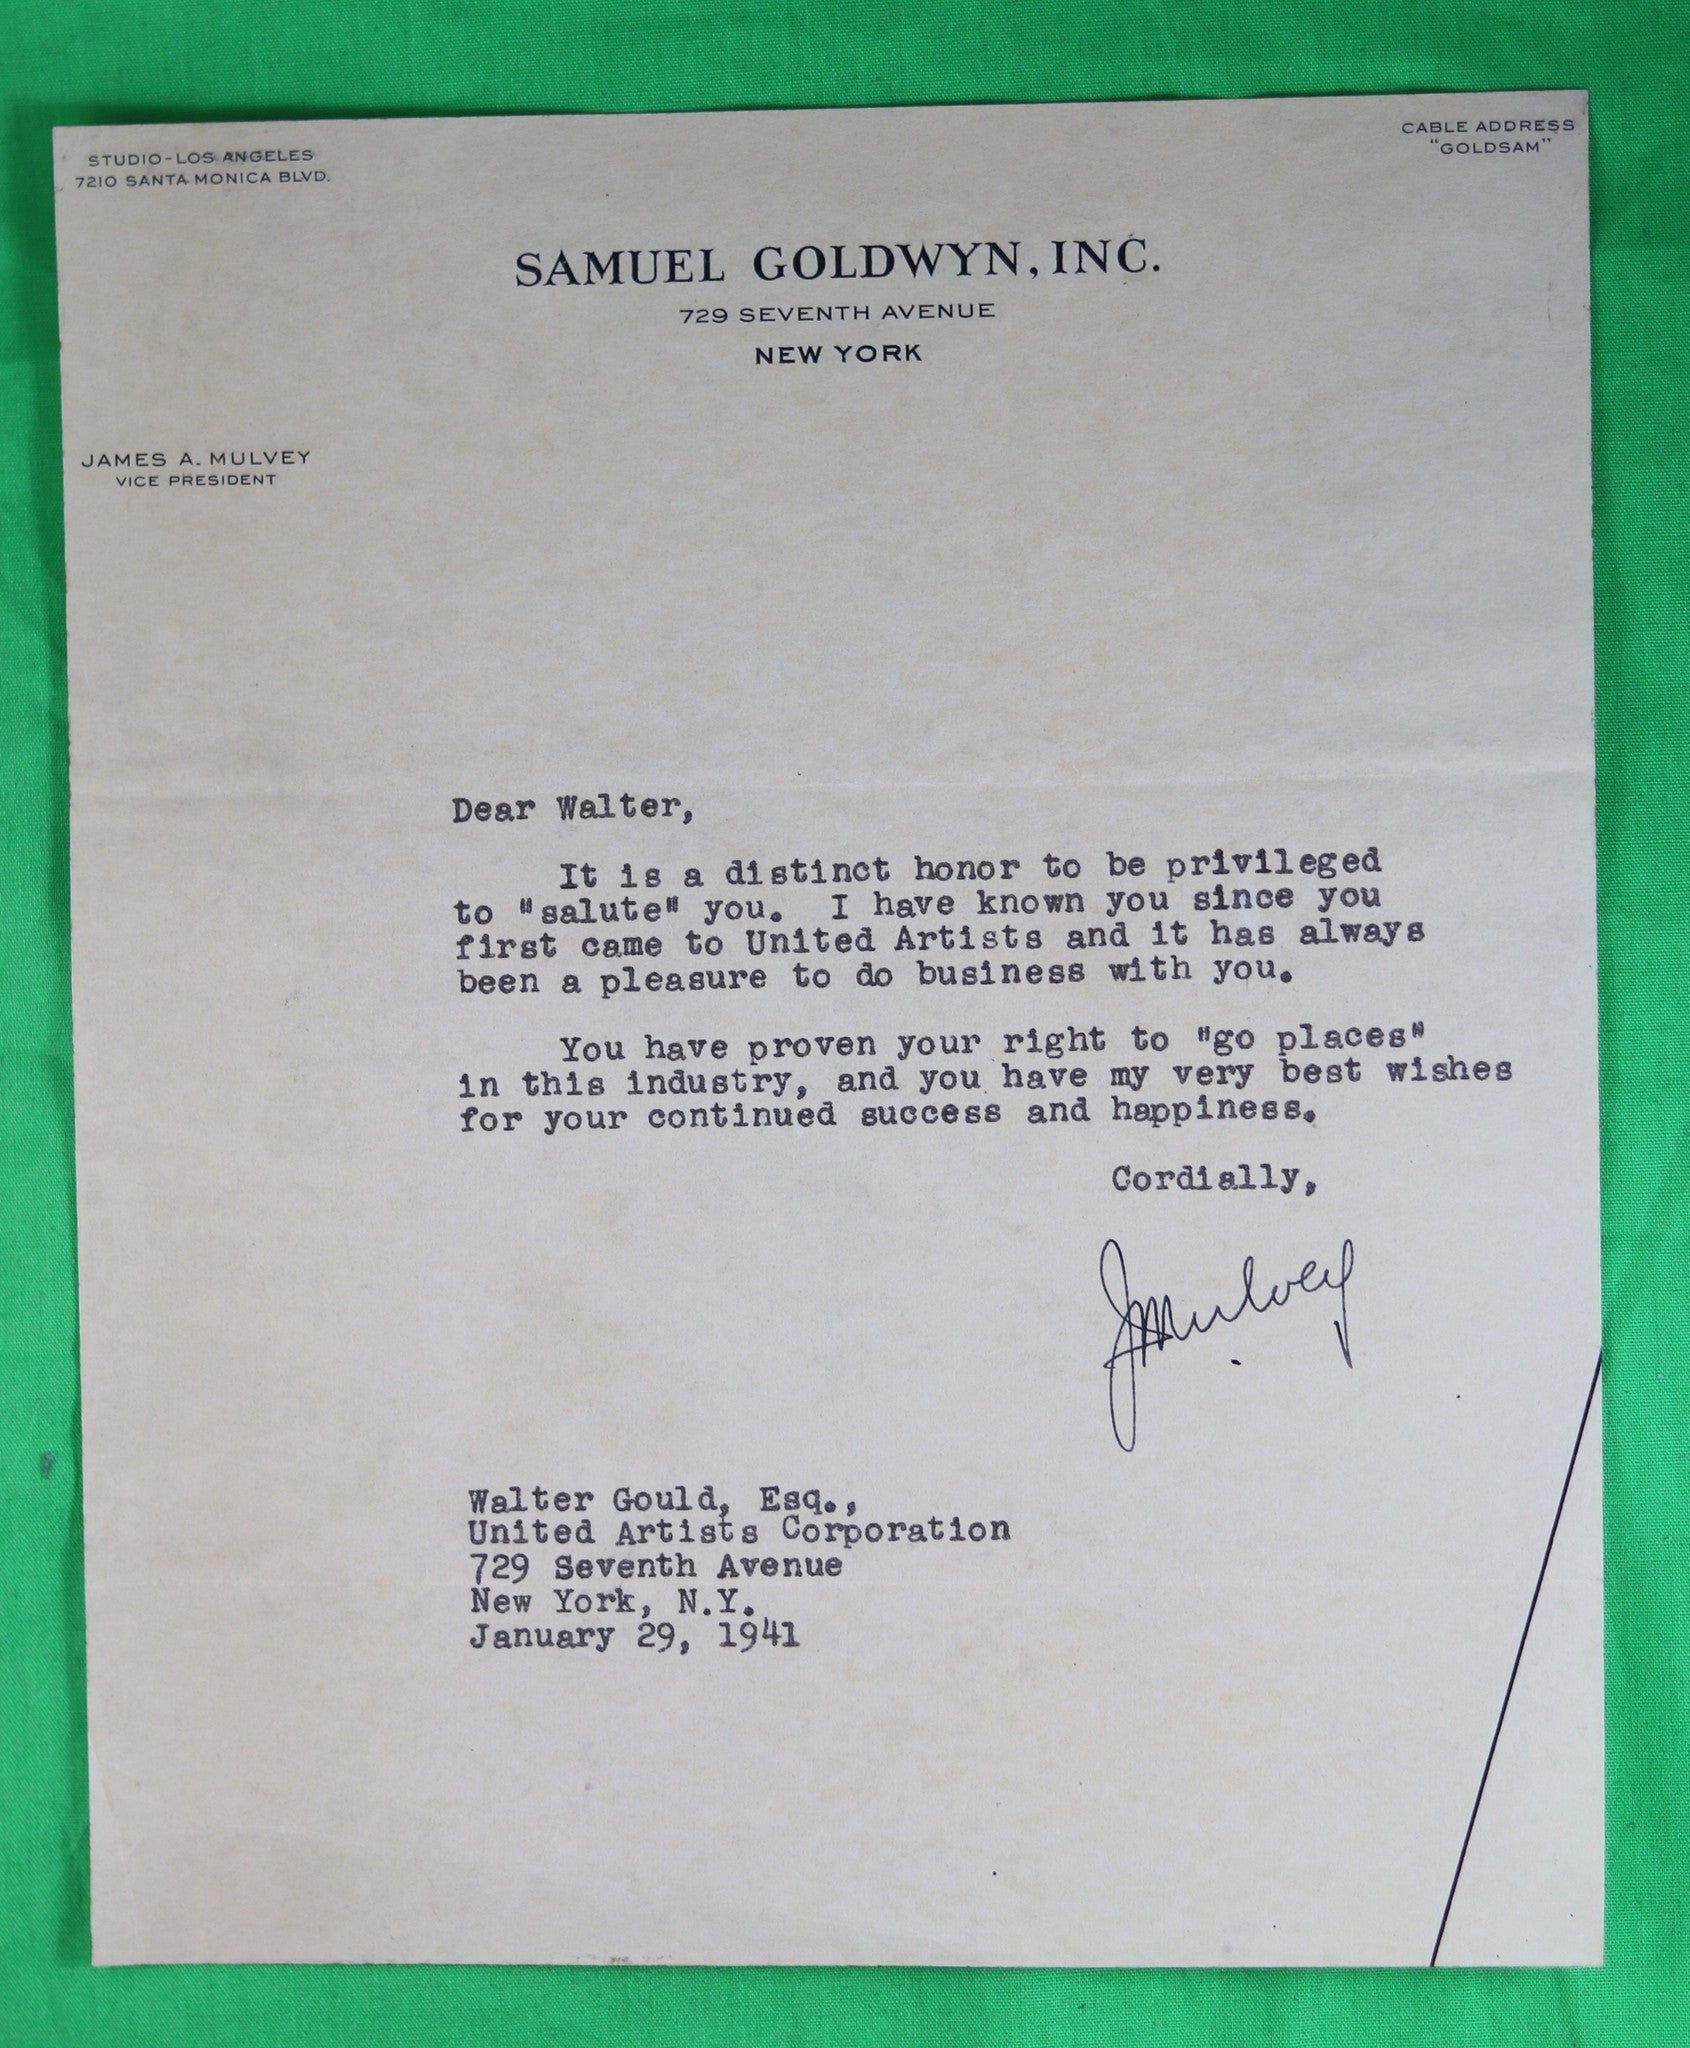 STUDIO-LOS ANGELES
7210 SANTA MONICA BLVD.
CABLE ADDRESS
"GOLDSAM"
SAMUEL GOLDWYN, INC.
729 SEVENTH AVENUE
NEW YORK
JAMES A. MULVEY
VICE PRESIDENT
Dear Walter,
It is a distinct honor to be privileged
to "salute" you. I have known you since you
first came to United Artists and it has always
been a pleasure to do business with you.
You have proven your right to "go places"
in this industry, and you have my very best wishes
for your continued success and happiness.
Cordially,
JMulvey
Walter Gould, Esq.,
United Artists Corporation
729 Seventh Avenue
New York, N.Y.
January 29, 1941